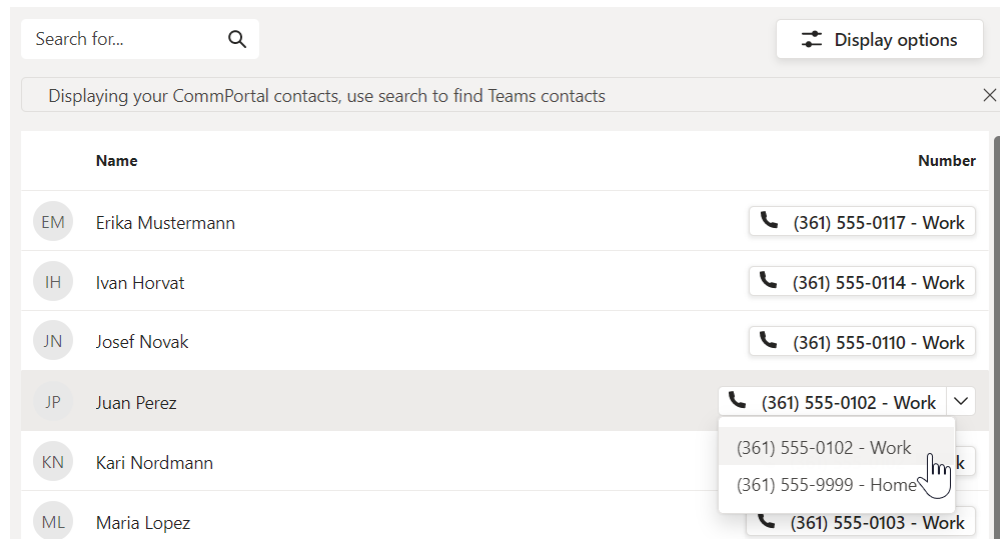 Search for...
Display options
Displaying your CommPortal contacts, use search to find Teams contacts
Name Number
EM Erika Mustermann (361) 555-0117 - Work
IH Ivan Horvat (361) 555-0114 - Work
JN Josef Novak (361) 555-0110 - Work
JP Juan Perez (361) 555-0102 - Work
(361) 555-0102 - Work
KN Kari Nordmann
(361) 555-9999 - Home
ML Maria Lopez (361) 555-0103 - Work